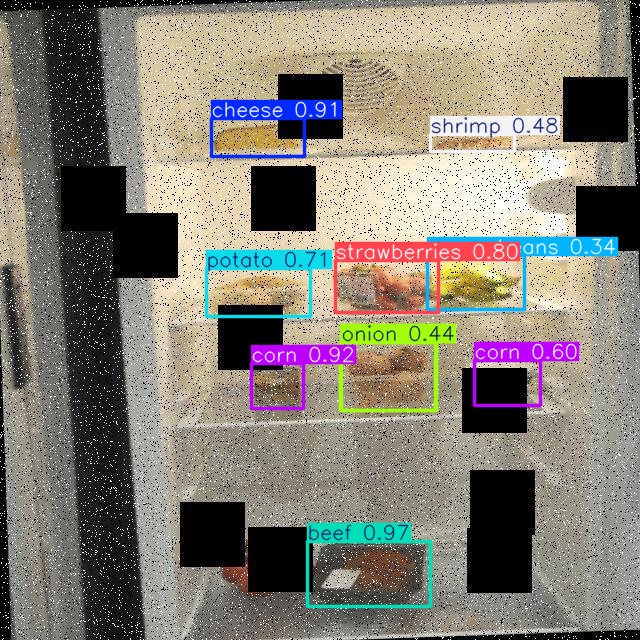 cheese 0.91
shrimp 0.48
strawberries 0.80
ans 0.34
potato 0.71
onion 0.44
corn 0.92
corn 0.60
beef 0.97